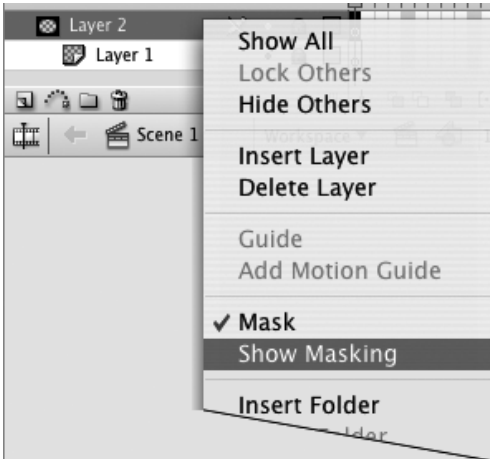 Layer 2
Layer 1
Scene 1
Workspace
Show All
Lock Others
Hide Others
Insert Layer
Delete Layer
Guide
Add Motion Guide
Mask
Show Masking
Insert Folder